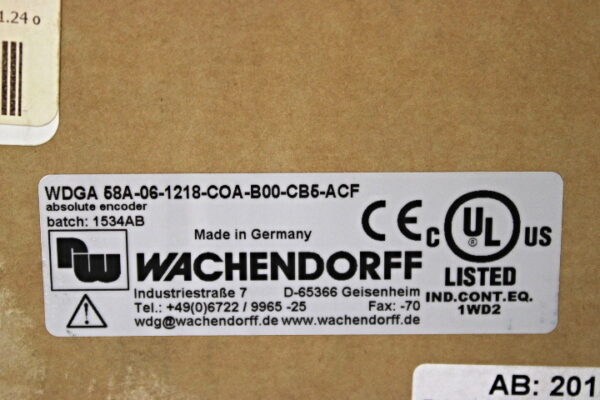 1.24 o
WDGA 58A-06-1218-COA-B00-CB5-ACF
absolute encoder
batch: 1534AB
Made in Germany
CE
C UL US
®
LISTED
IND.CONT.EQ.
1WD2
nw WACHENDORFF
Industriestraße 7 D-65366 Geisenheim
Tel.: +49(0)6722 / 9965 -25 Fax: -70
wdg@wachendorff.de www.wachendorff.de
AB: 201